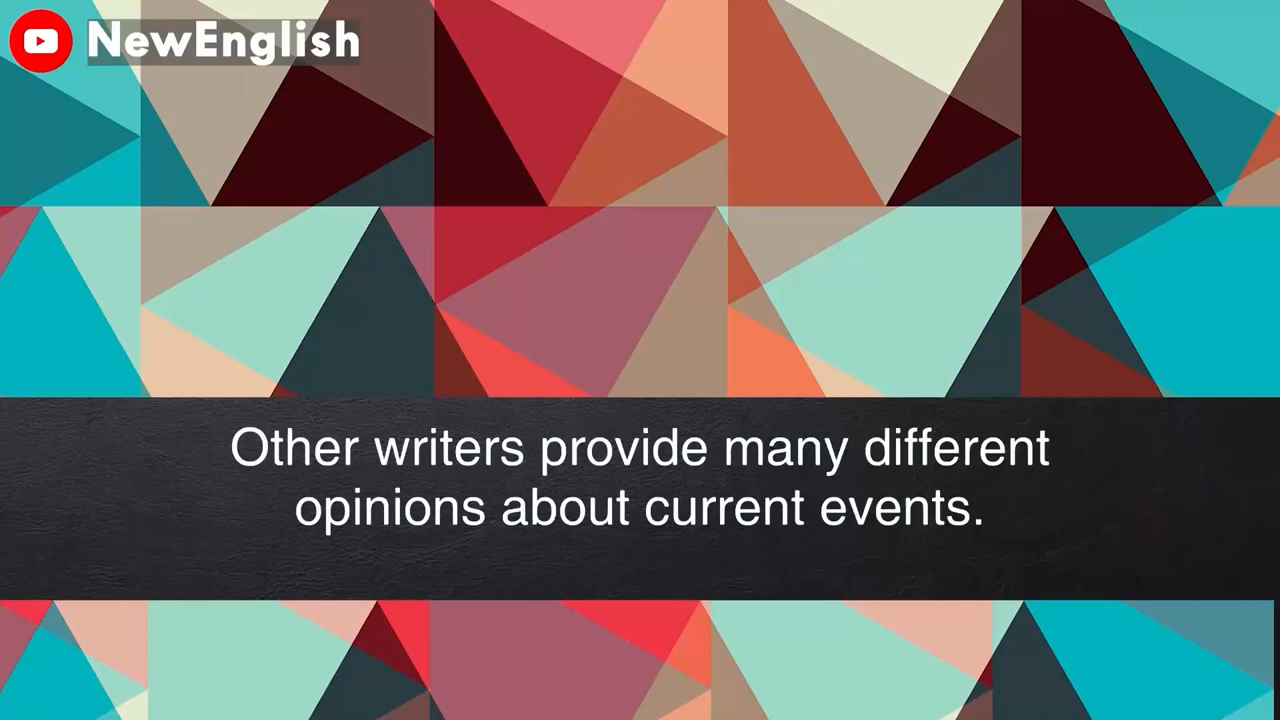 NewEnglish
Other writers provide many different
opinions about current events.